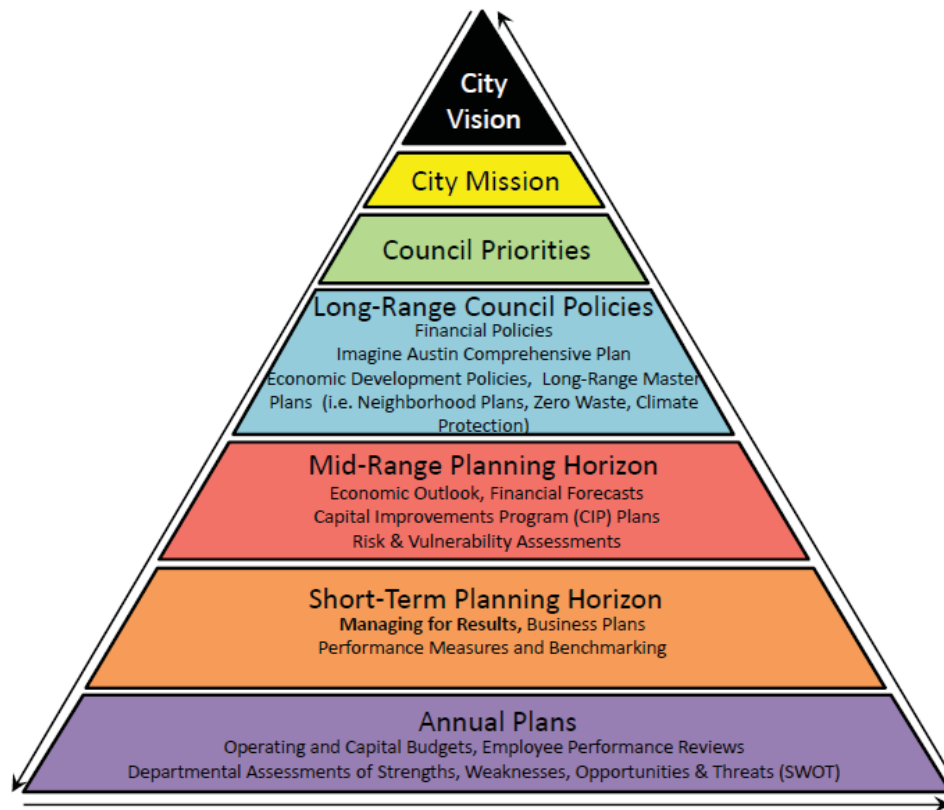 City
Vision
City Mission
Council Priorities
Long-Range Council Policies
Financial Policies
Imagine Austin Comprehensive Plan
Economic Development Policies, Long-Range Master
Plans (i.e. Neighborhood Plans, Zero Waste, Climate
Protection)
Mid-Range Planning Horizon
Economic Outlook, Financial Forecasts
Capital Improvements Program (CIP) Plans
Risk & Vulnerability Assessments
Short-Term Planning Horizon
Managing for Results, Business Plans
Performance Measures and Benchmarking
Annual Plans
Operating and Capital Budgets, Employee Performance Reviews
Departmental Assessments of Strengths, Weaknesses, Opportunities & Threats (SWOT)